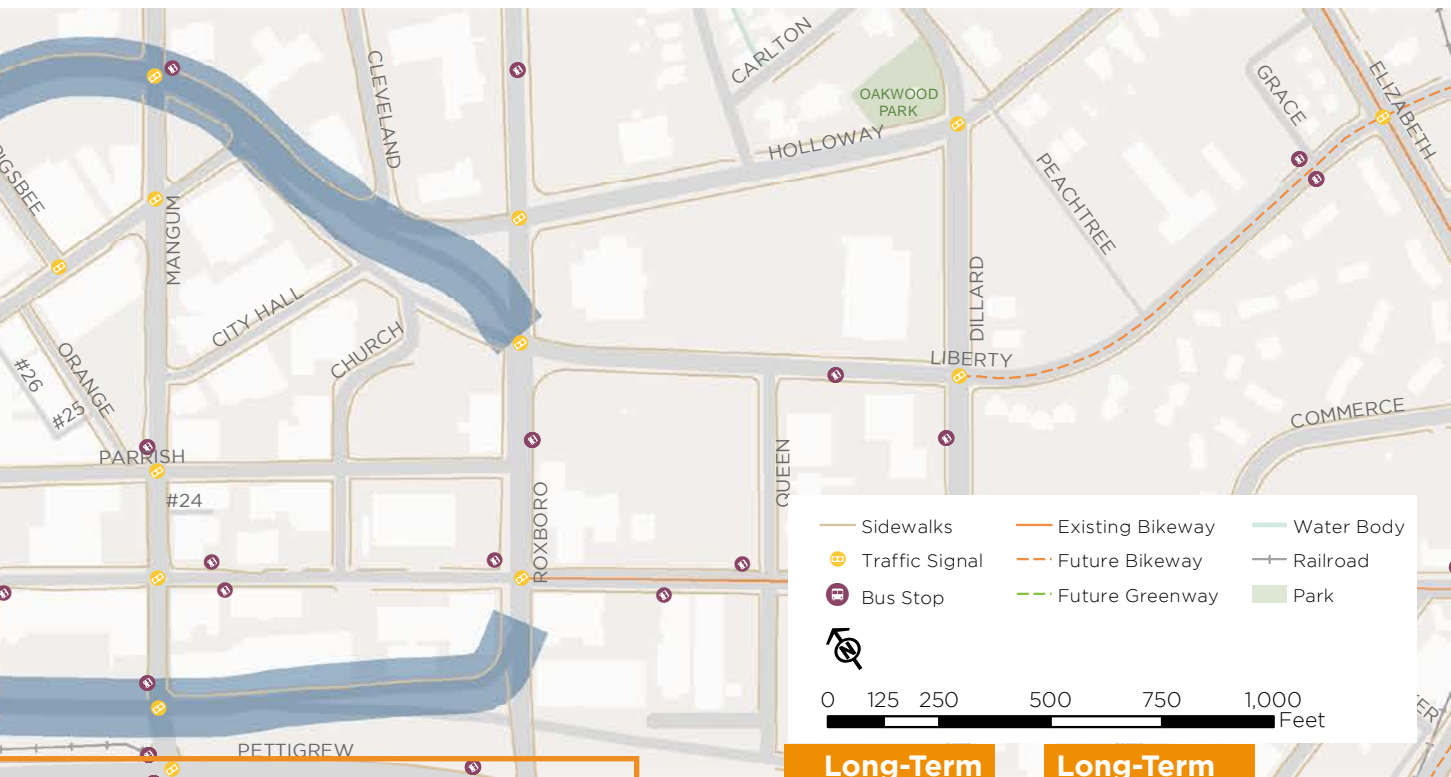 CARLTON
CLEVELAND
OAKWOOD
PARK
GRACE
ELIZABETH
HOLLOWAY
PEACHTREE
MANGUM
CITY HALL
CHURCH
DILLARD
LIBERTY
ORANGE
#26
#25
COMMERCE
PARRISH
QUEEN
#24
ROXBORO
Sidewalks
Existing Bikeway
Water Body
Traffic Signal
Future Bikeway
Railroad
Bus Stop
Future Greenway
Park
N
0 125 250 500 750 1,000
Feet
PETTIGREW
Long-Term
Long-Term